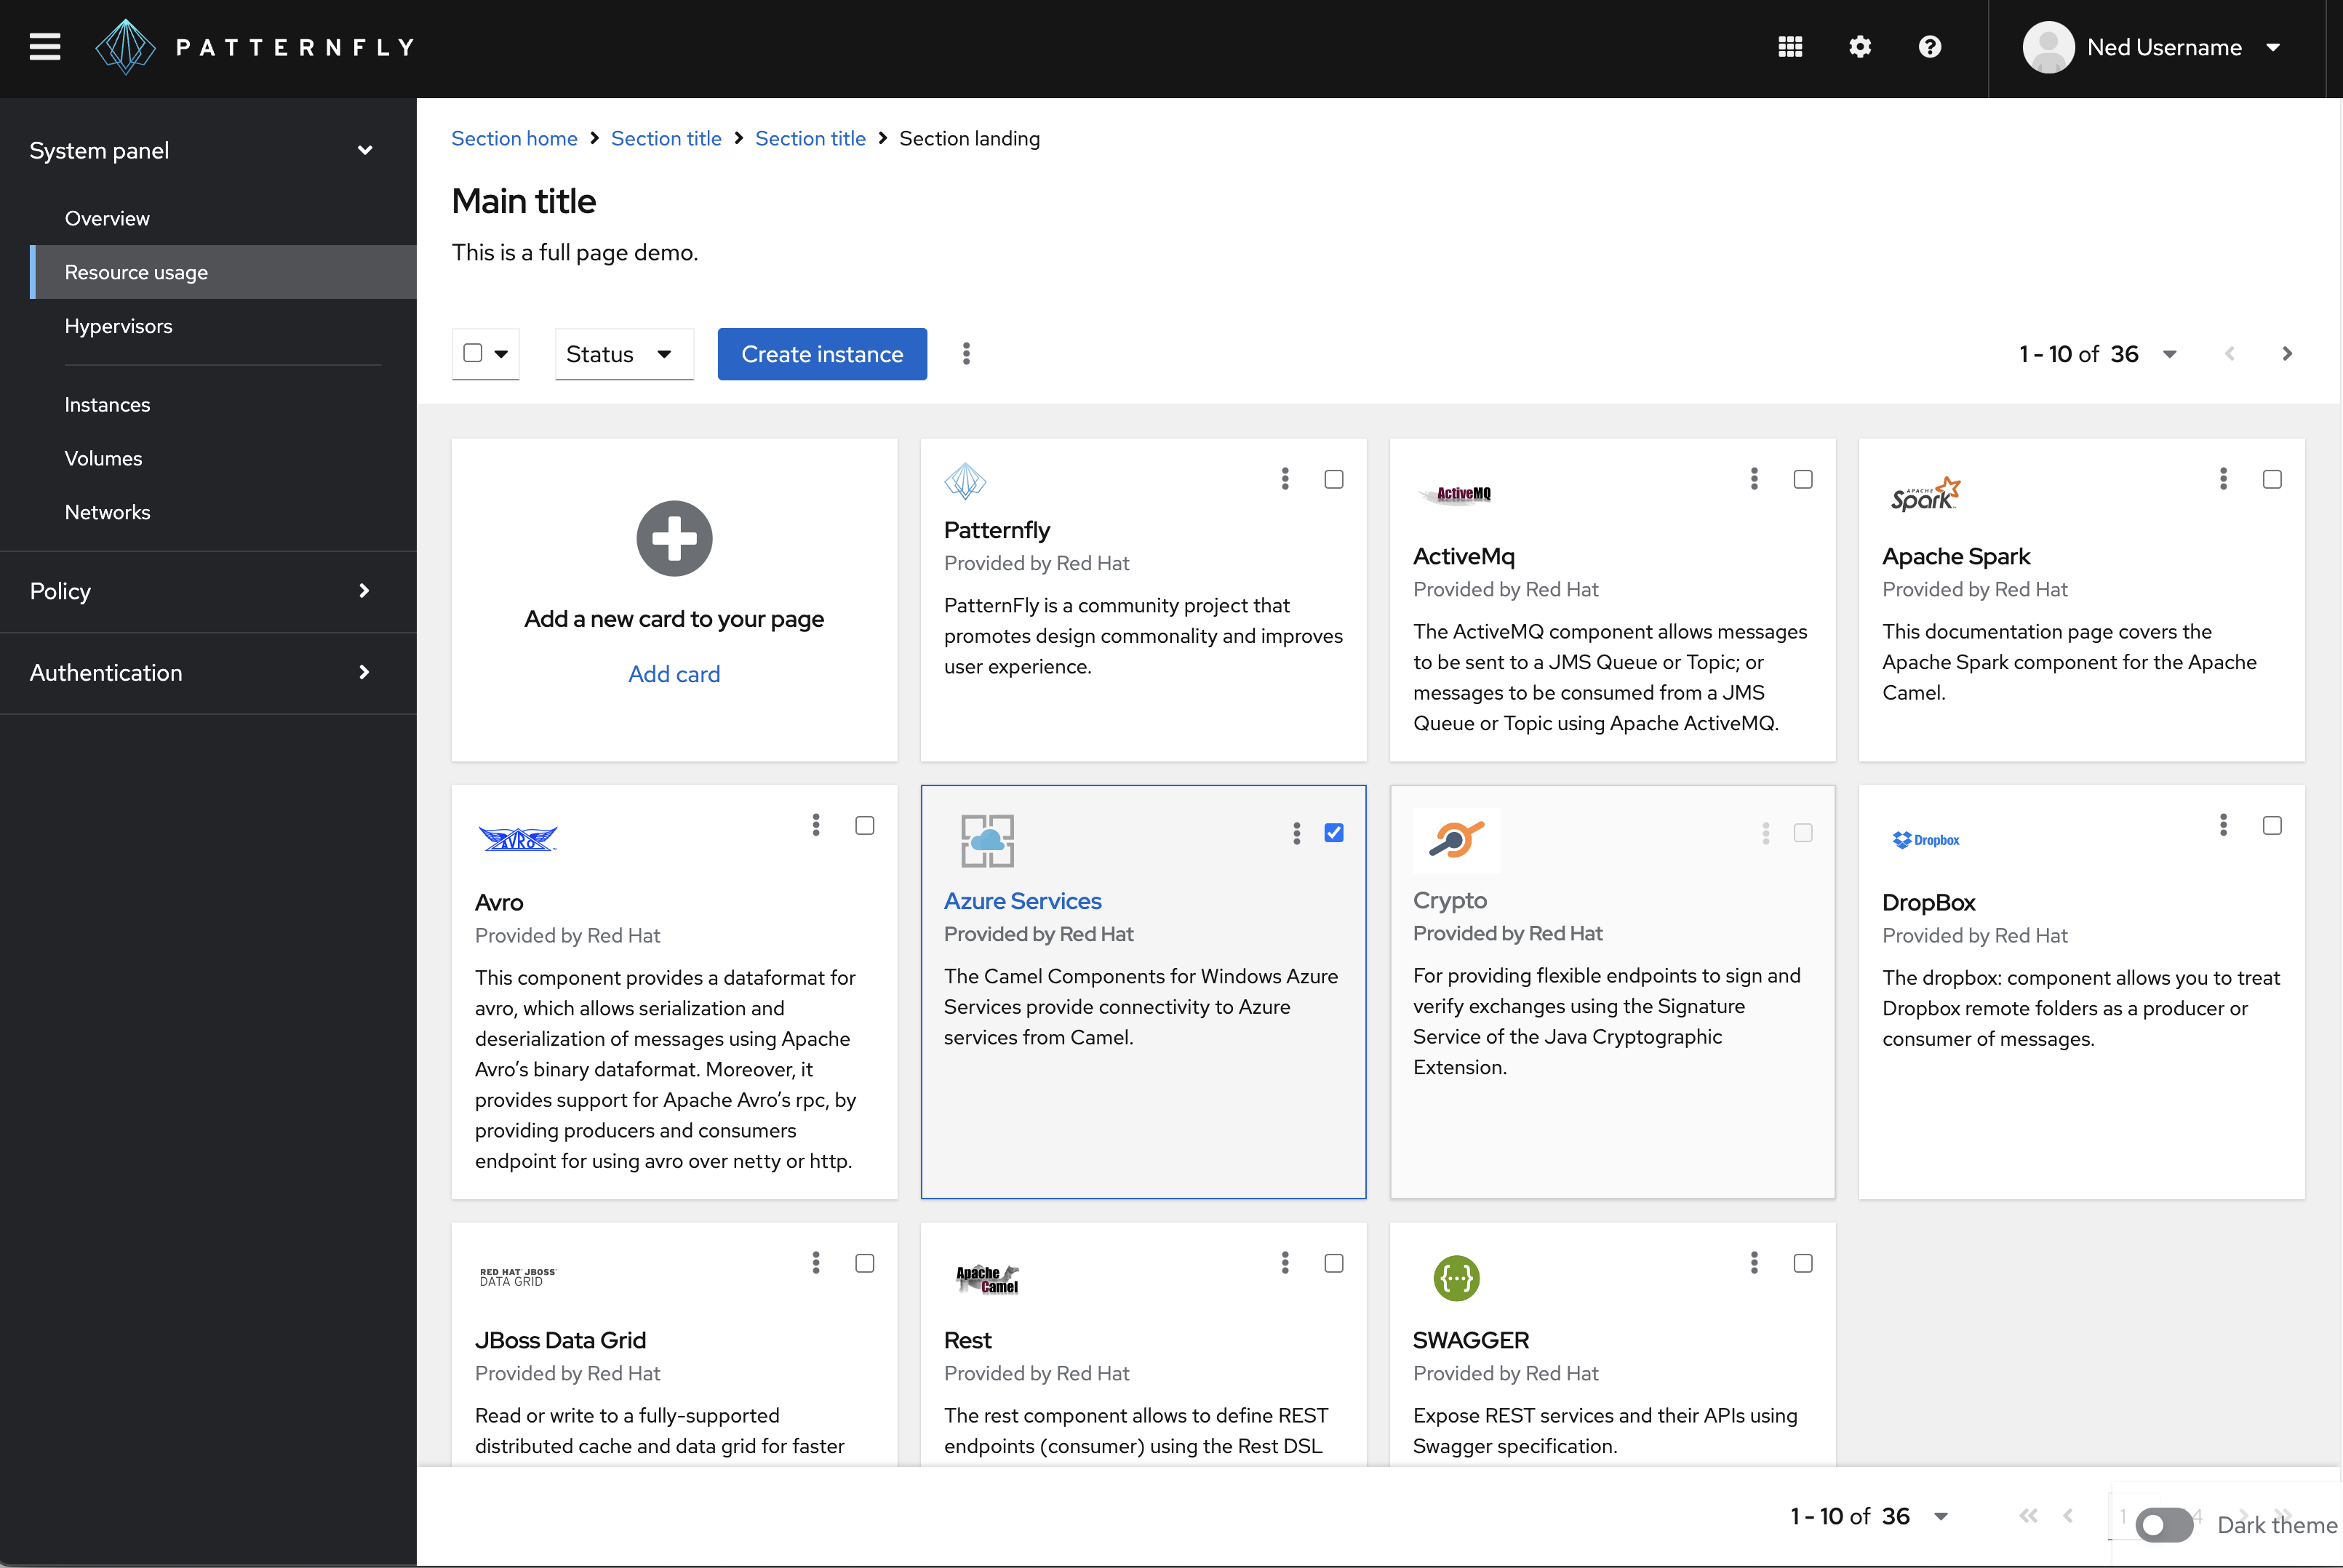 PATTERNFLY
Ned Username
System panel
Overview
Resource usage
Hypervisors
Instances
Volumes
Networks
Policy
Authentication
Section home
Section title
Section title
Section landing
Main title
This is a full page demo.
Status
Create instance
1 - 10 of 36
Add a new card to your page
Add card
Patternfly
Provided by Red Hat
PatternFly is a community project that
promotes design commonality and improves
user experience.
ActiveMQ
ActiveMq
Provided by Red Hat
The ActiveMQ component allows messages
to be sent to a JMS Queue or Topic; or
messages to be consumed from a JMS
Queue or Topic using Apache ActiveMQ.
APACHE
Spark
Apache Spark
Provided by Red Hat
This documentation page covers the
Apache Spark component for the Apache
Camel.
AVRO
Avro
Provided by Red Hat
This component provides a dataformat for
avro, which allows serialization and
deserialization of messages using Apache
Avro’s binary dataformat. Moreover, it
provides support for Apache Avro’s rpc, by
providing producers and consumers
endpoint for using avro over netty or http.
Azure Services
Provided by Red Hat
The Camel Components for Windows Azure
Services provide connectivity to Azure
services from Camel.
Crypto
Provided by Red Hat
For providing flexible endpoints to sign and
verify exchanges using the Signature
Service of the Java Cryptographic
Extension.
Dropbox
DropBox
Provided by Red Hat
The dropbox: component allows you to treat
Dropbox remote folders as a producer or
consumer of messages.
RED HAT JBOSS
DATA GRID
JBoss Data Grid
Provided by Red Hat
Read or write to a fully-supported
distributed cache and data grid for faster
Apache
Camel
Rest
Provided by Red Hat
The rest component allows to define REST
endpoints (consumer) using the Rest DSL
{...}
SWAGGER
Provided by Red Hat
Expose REST services and their APIs using
Swagger specification.
1 - 10 of 36
1
4
Dark theme